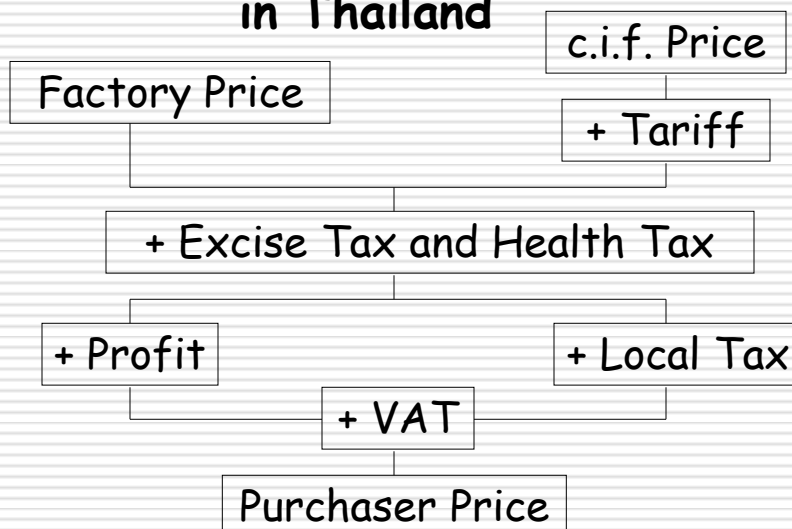 in Thailand
c.i.f. Price
Factory Price
+ Tariff
+ Excise Tax and Health Tax
+ Profit
+ Local Tax
+ VAT
Purchaser Price